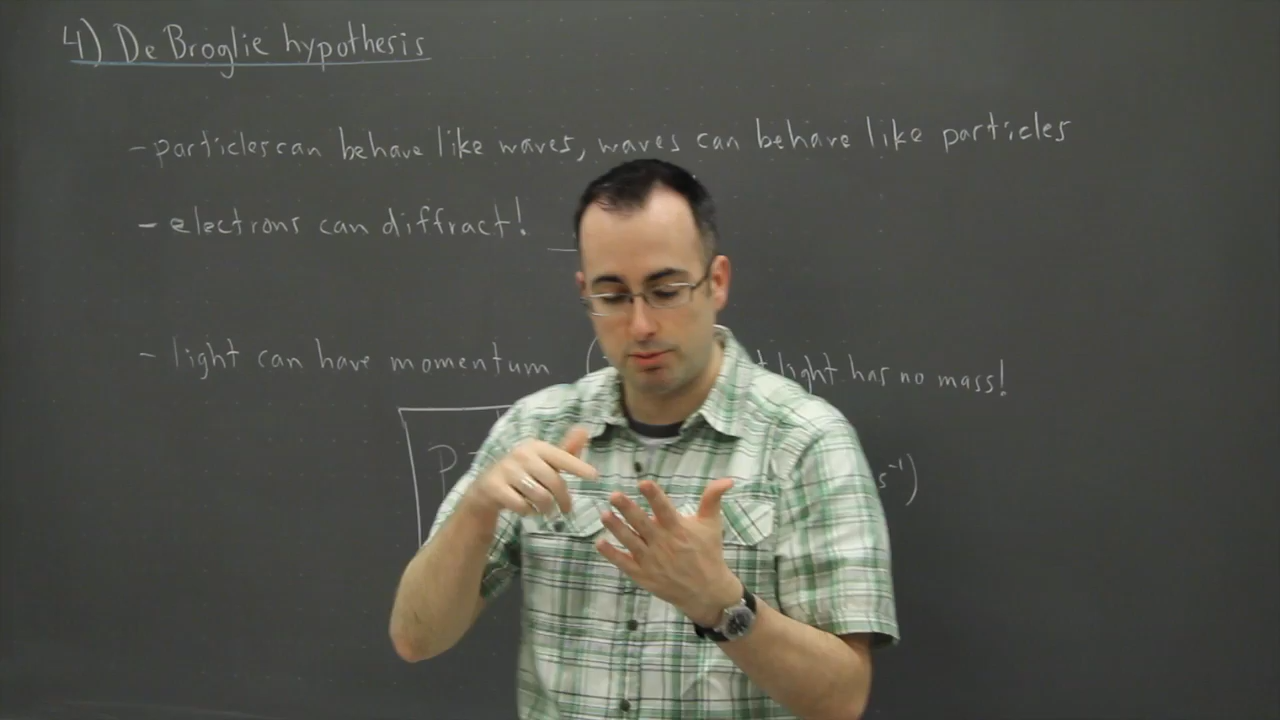 4) De Broglie hypothesis
- particles can behave like waves, waves can behave like particles
- electrons can diffract!
- light can have momentum ( light has no mass!
P s⁻¹)